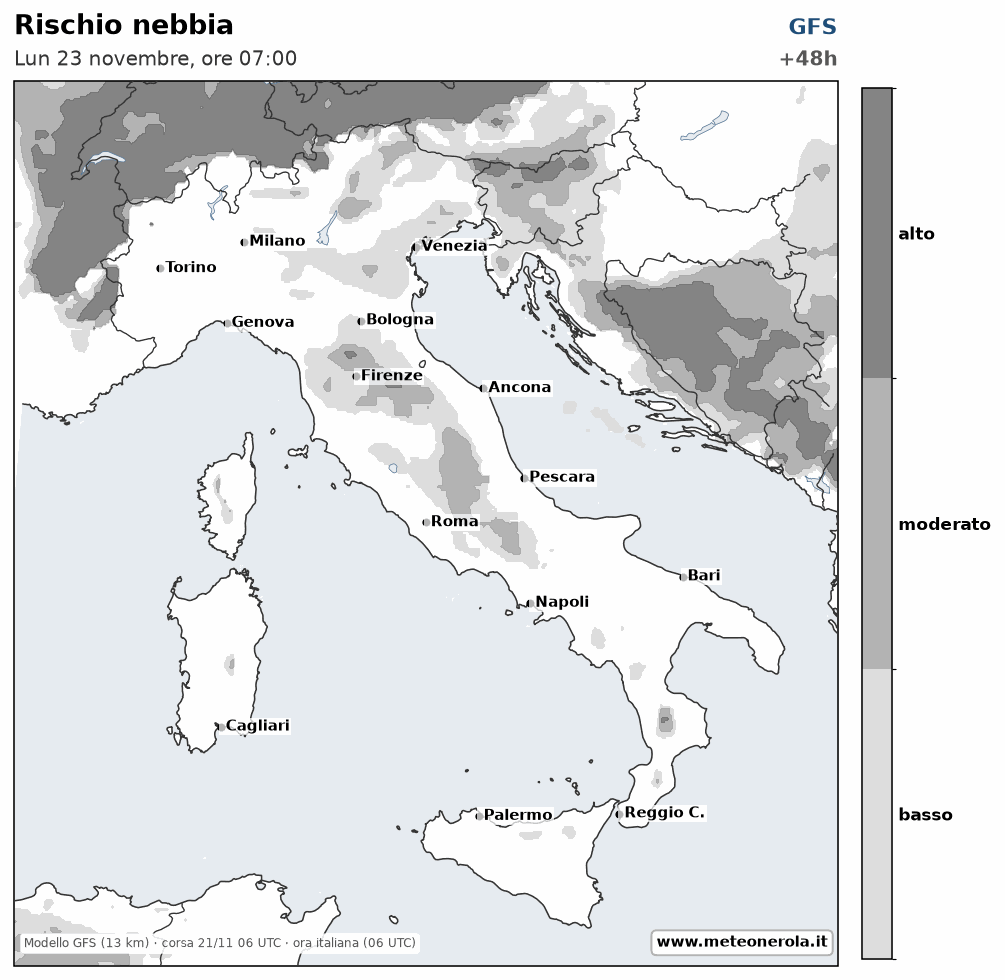 Rischio nebbia
GFS
Lun 23 novembre, ore 07:00
+48h
alto
Milano
Venezia
Torino
Genova
Bologna
Firenze
Ancona
Pescara
moderato
Roma
Bari
Napoli
Cagliari
Palermo
Reggio C.
basso
Modello GFS (13 km) · corsa 21/11 06 UTC · ora italiana (06 UTC)
www.meteonerola.it